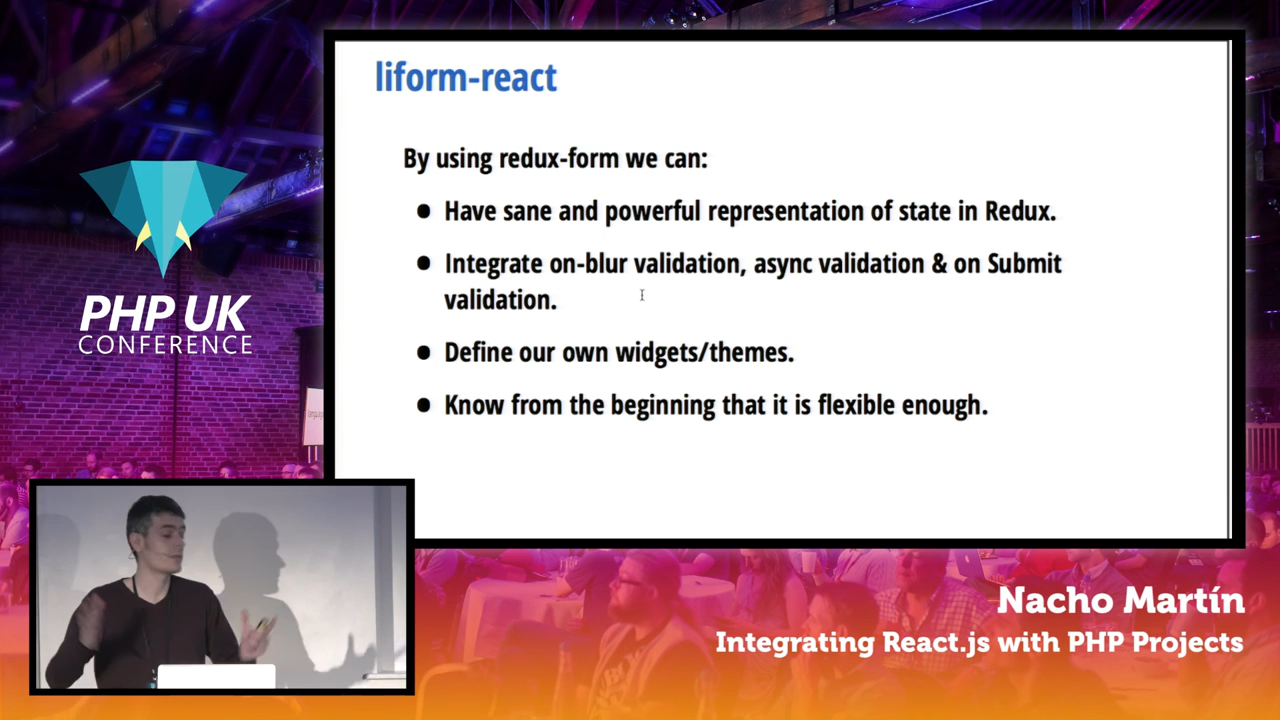 liform-react
By using redux-form we can:
● Have sane and powerful representation of state in Redux.
● Integrate on-blur validation, async validation & on Submit
validation.
● Define our own widgets/themes.
● Know from the beginning that it is flexible enough.
PHP UK
CONFERENCE
Nacho Martín
Integrating React.js with PHP Projects